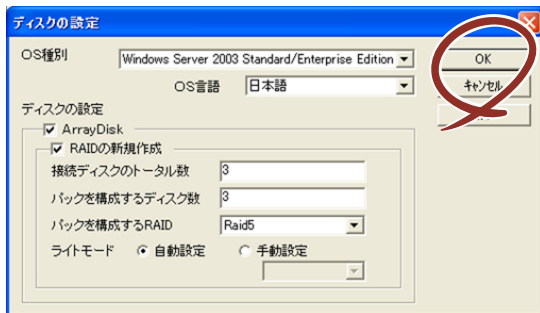 ディスクの設定
OS種別
Windows Server 2003 Standard/Enterprise Edition
OK
OS言語
日本語
キャンセル
ディスクの設定
ArrayDisk
RAIDの新規作成
接続ディスクのトータル数
3
パックを構成するディスク数
3
パックを構成するRAID
Raid5
ライトモード
自動設定
手動設定